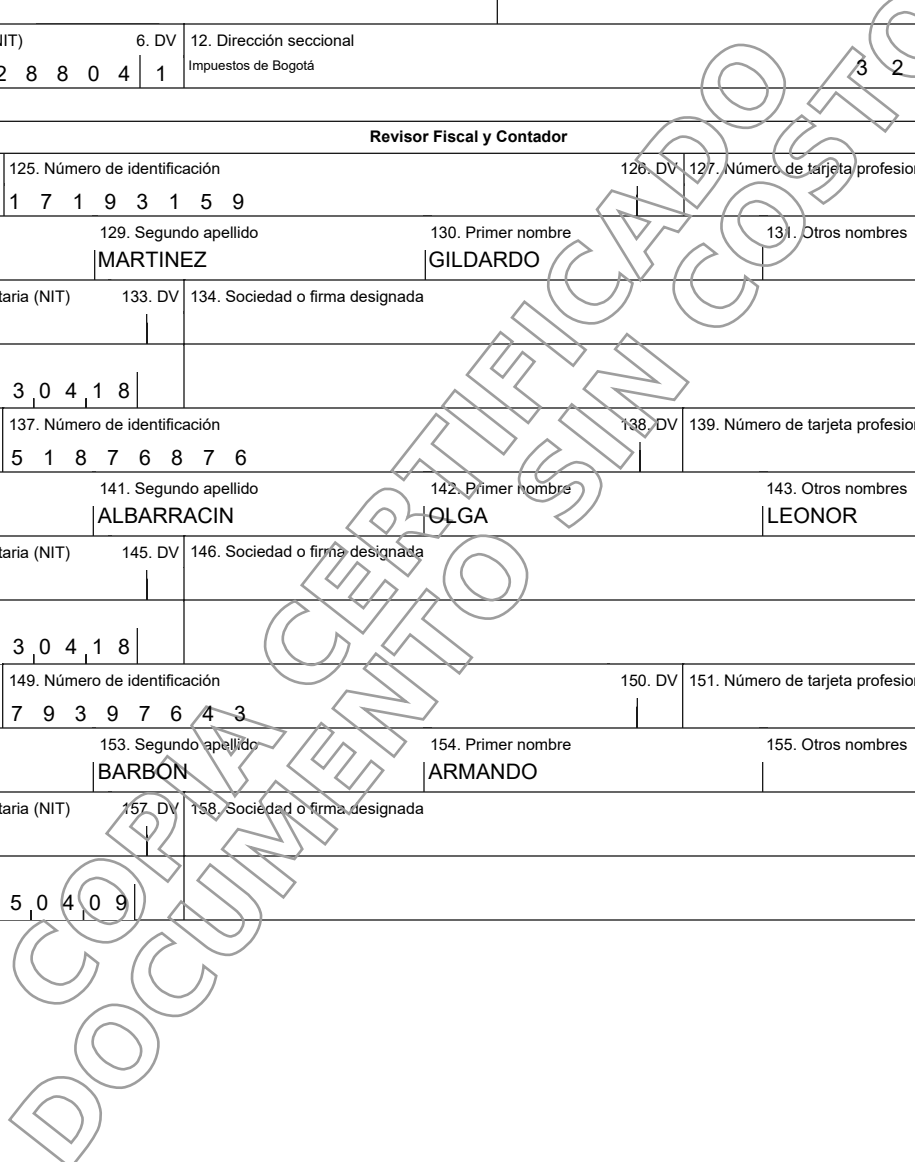 NIT) 6. DV 12. Dirección seccional
2 8 8 0 4 1 Impuestos de Bogotá 3 2
Revisor Fiscal y Contador
125. Número de identificación 126. DV 127. Número de tarjeta profesion
1 7 1 9 3 1 5 9
129. Segundo apellido 130. Primer nombre 131. Otros nombres
MARTINEZ GILDARDO
taria (NIT) 133. DV 134. Sociedad o firma designada
3 0 4 1 8
137. Número de identificación 138. DV 139. Número de tarjeta profesion
5 1 8 7 6 8 7 6
141. Segundo apellido 142. Primer nombre 143. Otros nombres
ALBARRACIN OLGA LEONOR
taria (NIT) 145. DV 146. Sociedad o firma designada
3 0 4 1 8
149. Número de identificación 150. DV 151. Número de tarjeta profesion
7 9 3 9 7 6 4 3
153. Segundo apellido 154. Primer nombre 155. Otros nombres
BARBON ARMANDO
taria (NIT) 157. DV 158. Sociedad o firma designada
5 0 4 0 9
COPIA CERTIFICADO
DOCUMENTO SIN COSTO